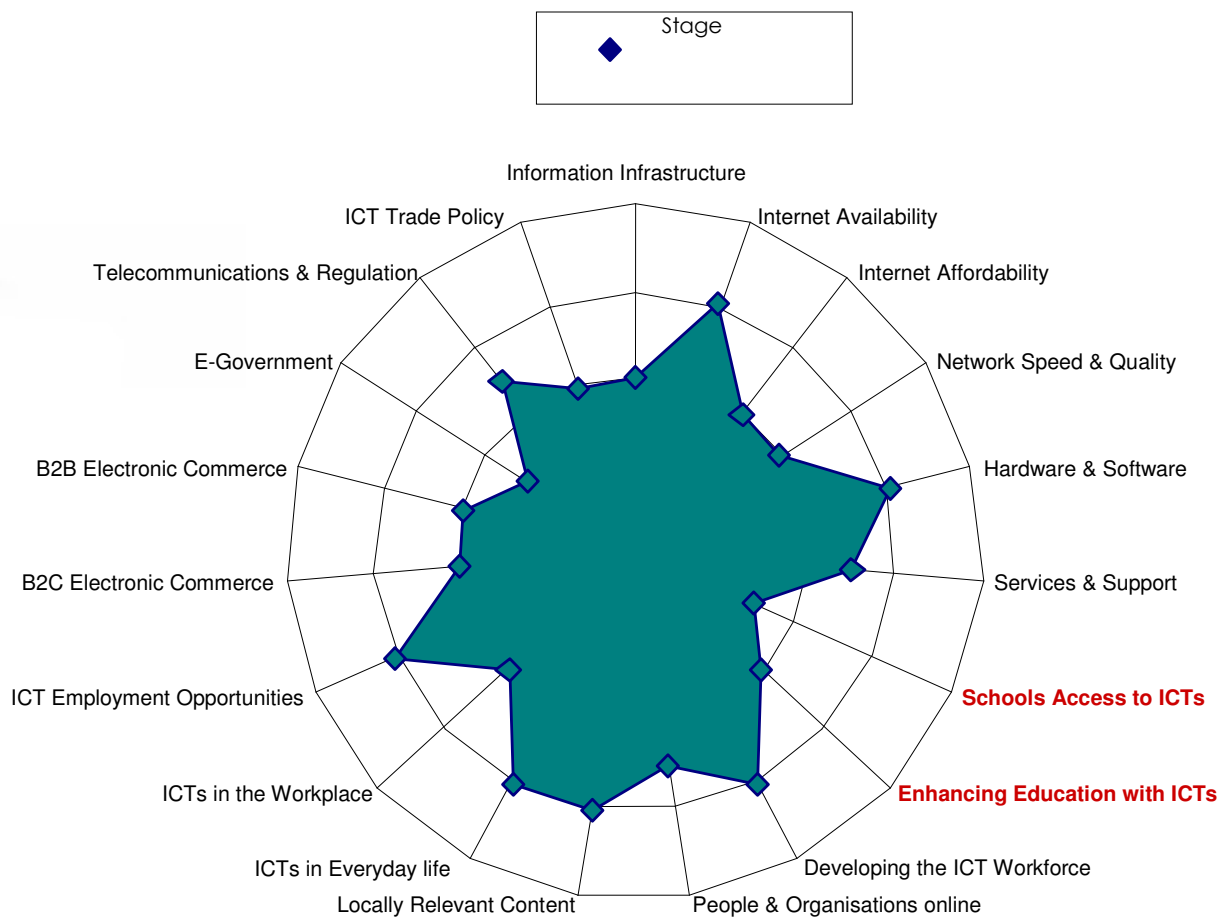 Stage
Information Infrastructure
Internet Availability
Internet Affordability
Network Speed & Quality
Hardware & Software
Services & Support
Schools Access to ICTs
Enhancing Education with ICTs
Developing the ICT Workforce
People & Organisations online
Locally Relevant Content
ICTs in Everyday life
ICTs in the Workplace
ICT Employment Opportunities
B2C Electronic Commerce
B2B Electronic Commerce
E-Government
Telecommunications & Regulation
ICT Trade Policy